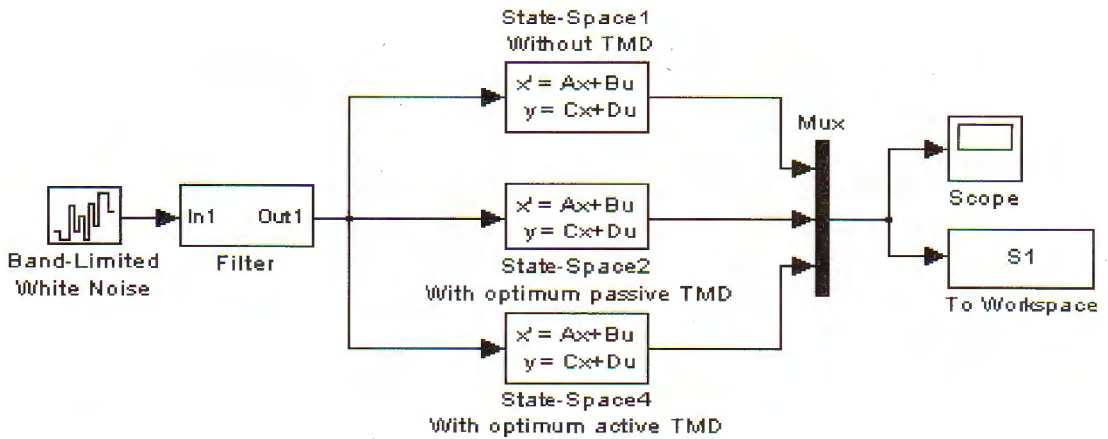 State-Space1
Without TMD
x' = Ax+Bu
y = Cx+Du
Mux
Scope
In1 Out1
Band-Limited
White Noise
Filter
x' = Ax+Bu
y = Cx+Du
State-Space2
With optimum passive TMD
S1
To Workspace
x' = Ax+Bu
y = Cx+Du
State-Space4
With optimum active TMD